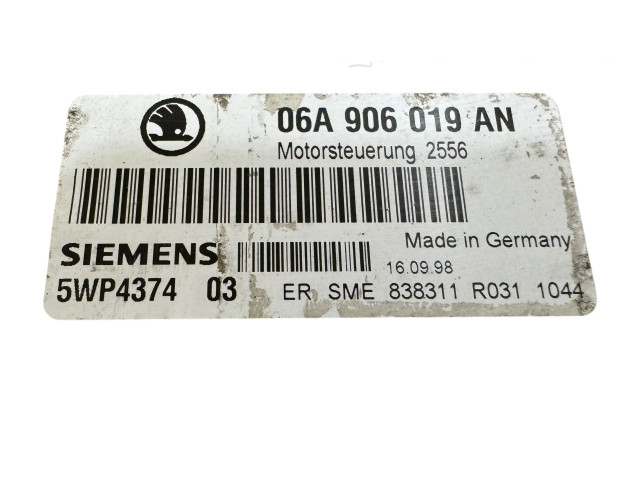 06A 906 019 AN
Motorsteuerung 2556
SIEMENS
Made in Germany
16.09.98
5WP4374 03 ER SME 838311 R031 1044